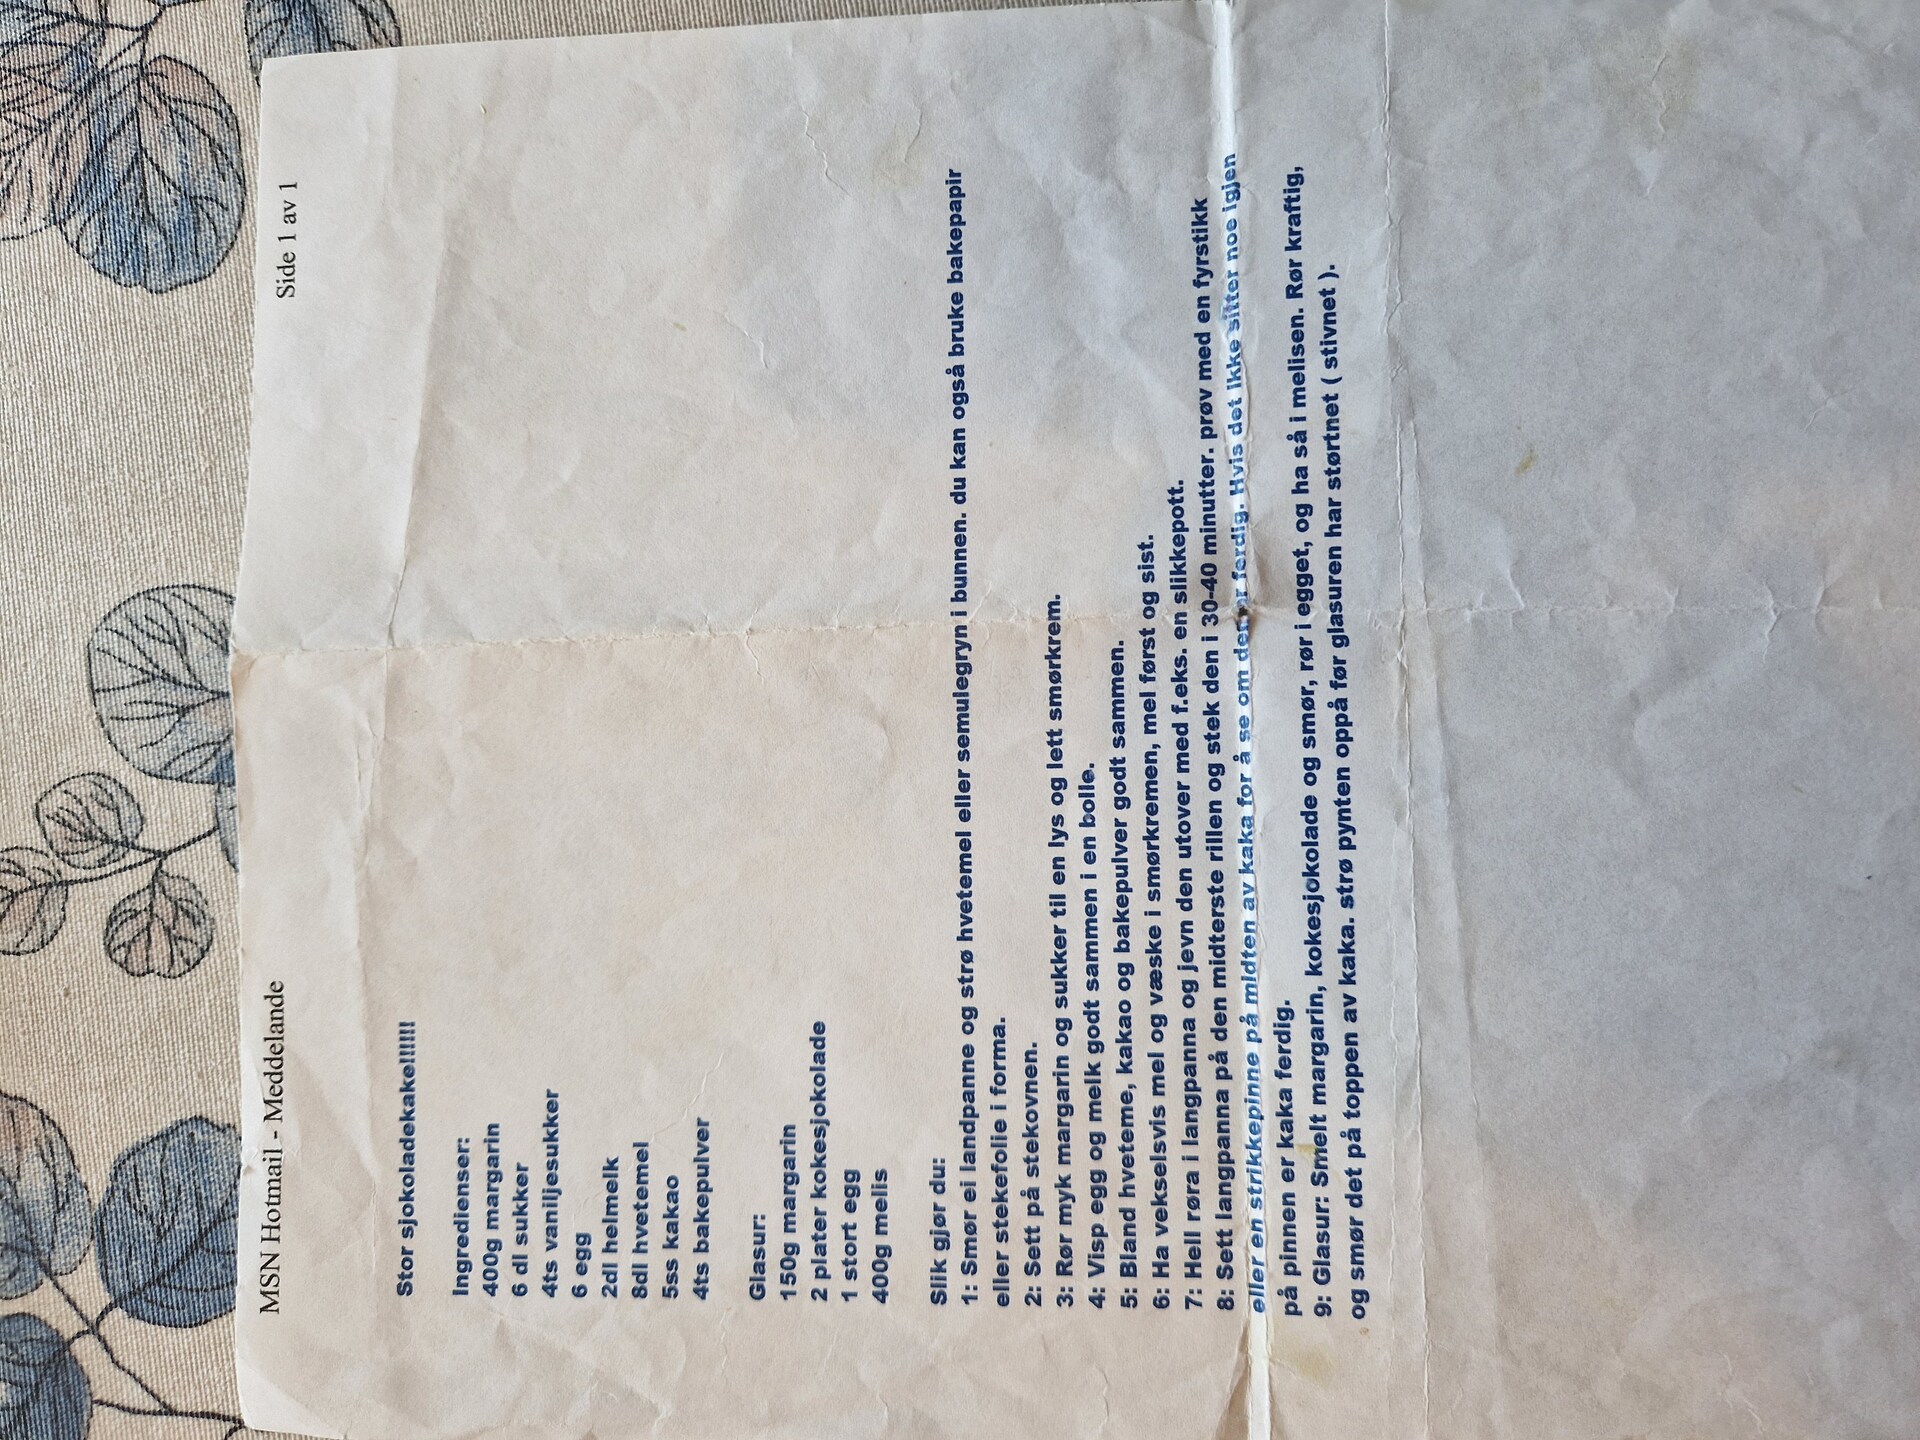 MSN Hotmail - Meddelande
Side 1 av 1
Stor sjokoladekake!!!!!!
Ingredienser:
400g margarin
6 dl sukker
4ts vaniljesukker
6 egg
2dl helmelk
8dl hvetemel
5ss kakao
4ts bakepulver
Glasur:
150g margarin
2 plater kokesjokolade
1 stort egg
400g melis
Slik gjør du:
1: Smør ei landpanne og strø hvetemel eller semulegryn i bunnen. du kan også bruke bakepapir
eller stekefolie i forma.
2: Sett på stekovnen.
3: Rør myk margarin og sukker til en lys og lett smørkrem.
4: Visp egg og melk godt sammen i en bolle.
5: Bland hveteme, kakao og bakepulver godt sammen.
6: Ha vekselsvis mel og væske i smørkremen, mel først og sist.
7: Hell røra i langpanna og jevn den utover med f.eks. en slikkepott.
8: Sett langpanna på den midterste rillen og stek den i 30-40 minutter. prøv med en fyrstikk
eller en strikkepinne på midten av kaka for å se om den er ferdig. Hvis det ikke sitter noe igjen
på pinnen er kaka ferdig.
9: Glasur: Smelt margarin, kokesjokolade og smør, rør i egget, og ha så i melisen. Rør kraftig,
og smør det på toppen av kaka. strø pynten oppå før glasuren har størtnet ( stivnet ).